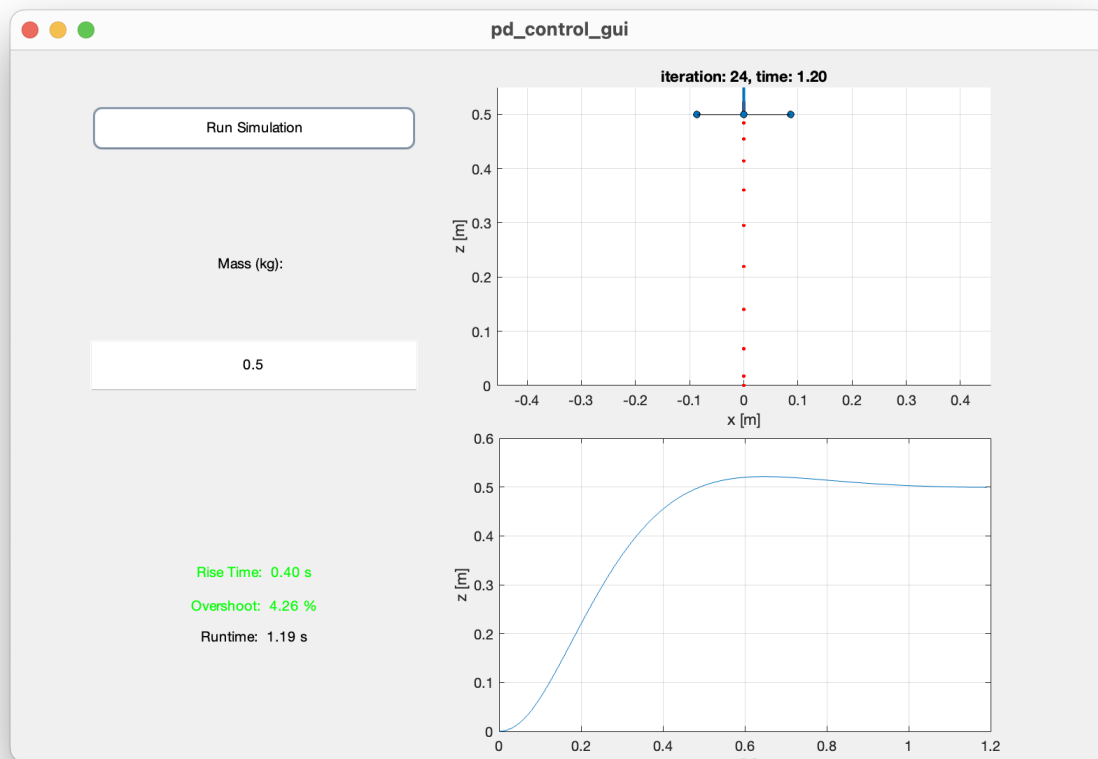 pd_control_gui
Run Simulation
Mass (kg):
0.5
Rise Time: 0.40 s
Overshoot: 4.26 %
Runtime: 1.19 s
iteration: 24, time: 1.20
0.5
0.4
0.3
0.2
0.1
0
z [m]
-0.4 -0.3 -0.2 -0.1 0 0.1 0.2 0.3 0.4
x [m]
0.6
0.5
0.4
0.3
0.2
0.1
0
z [m]
0 0.2 0.4 0.6 0.8 1 1.2